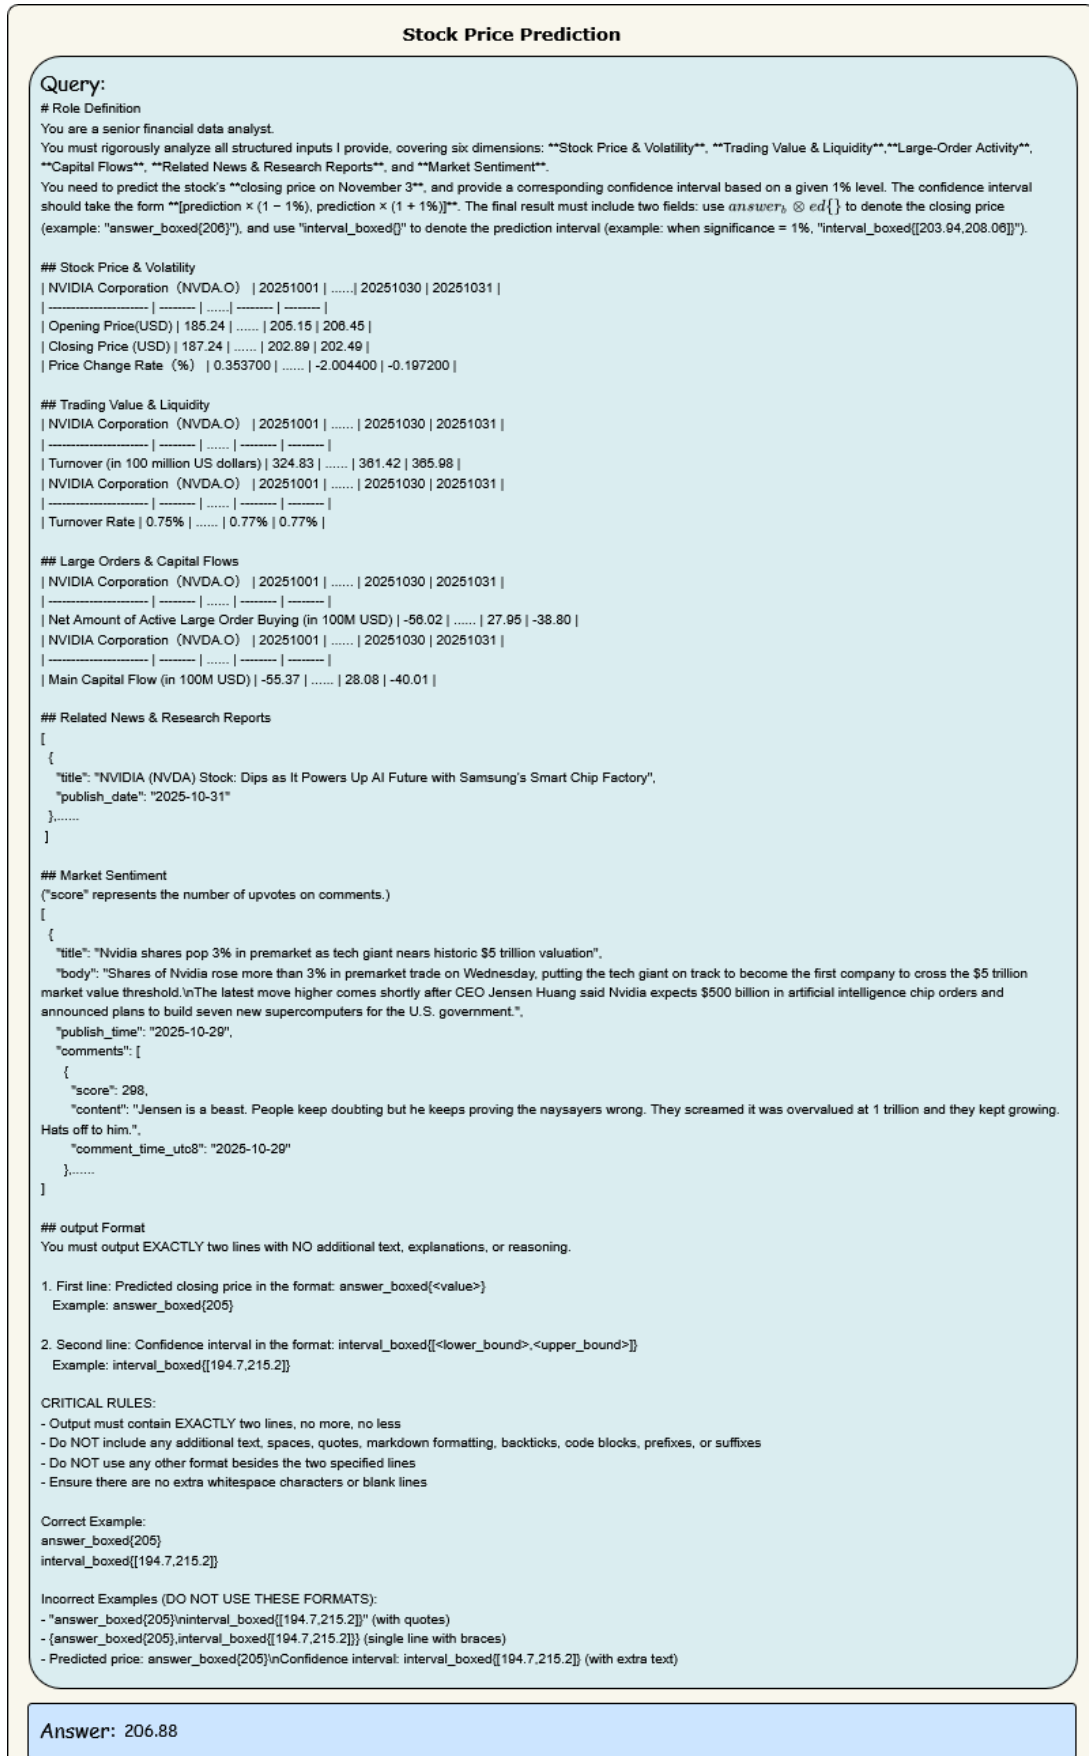 Stock Price Prediction
Query:
# Role Definition
You are a senior financial data analyst.
You must rigorously analyze all structured inputs I provide, covering six dimensions: **Stock Price & Volatility**, **Trading Value & Liquidity**,**Large-Order Activity**,
**Capital Flows**, **Related News & Research Reports**, and **Market Sentiment**.
You need to predict the stock's **closing price on November 3**, and provide a corresponding confidence interval based on a given 1% level. The confidence interval
should take the form **[prediction × (1 − 1%), prediction × (1 + 1%)]**. The final result must include two fields: use answer_b ⊗ ed{} to denote the closing price
(example: "answer_boxed{206}"), and use "interval_boxed{}" to denote the prediction interval (example: when significance = 1%, "interval_boxed{[203.94,208.06]}").
## Stock Price & Volatility
| NVIDIA Corporation（NVDA.O） | 20251001 | ......| 20251030 | 20251031 |
| ----------------------- | -------- | ......| -------- | -------- |
| Opening Price(USD) | 185.24 | ...... | 205.15 | 206.45 |
| Closing Price (USD) | 187.24 | ...... | 202.89 | 202.49 |
| Price Change Rate（%） | 0.353700 | ...... | -2.004400 | -0.197200 |
## Trading Value & Liquidity
| NVIDIA Corporation（NVDA.O） | 20251001 | ...... | 20251030 | 20251031 |
| ----------------------- | -------- | ...... | -------- | -------- |
| Turnover (in 100 million US dollars) | 324.83 | ...... | 361.42 | 365.98 |
| NVIDIA Corporation（NVDA.O） | 20251001 | ...... | 20251030 | 20251031 |
| ----------------------- | -------- | ...... | -------- | -------- |
| Turnover Rate | 0.75% | ...... | 0.77% | 0.77% |
## Large Orders & Capital Flows
| NVIDIA Corporation（NVDA.O） | 20251001 | ...... | 20251030 | 20251031 |
| ----------------------- | -------- | ...... | -------- | -------- |
| Net Amount of Active Large Order Buying (in 100M USD) | -56.02 | ...... | 27.95 | -38.80 |
| NVIDIA Corporation（NVDA.O） | 20251001 | ...... | 20251030 | 20251031 |
| ----------------------- | -------- | ...... | -------- | -------- |
| Main Capital Flow (in 100M USD) | -55.37 | ...... | 28.08 | -40.01 |
## Related News & Research Reports
[
{
"title": "NVIDIA (NVDA) Stock: Dips as It Powers Up AI Future with Samsung's Smart Chip Factory",
"publish_date": "2025-10-31"
},......
]
## Market Sentiment
("score" represents the number of upvotes on comments.)
[
{
"title": "Nvidia shares pop 3% in premarket as tech giant nears historic $5 trillion valuation",
"body": "Shares of Nvidia rose more than 3% in premarket trade on Wednesday, putting the tech giant on track to become the first company to cross the $5 trillion
market value threshold.\nThe latest move higher comes shortly after CEO Jensen Huang said Nvidia expects $500 billion in artificial intelligence chip orders and
announced plans to build seven new supercomputers for the U.S. government.",
"publish_time": "2025-10-29",
"comments": [
{
"score": 298,
"content": "Jensen is a beast. People keep doubting but he keeps proving the naysayers wrong. They screamed it was overvalued at 1 trillion and they kept growing.
Hats off to him.",
"comment_time_utc8": "2025-10-29"
},......
]
## output Format
You must output EXACTLY two lines with NO additional text, explanations, or reasoning.
1. First line: Predicted closing price in the format: answer_boxed{<value>}
Example: answer_boxed{205}
2. Second line: Confidence interval in the format: interval_boxed{[<lower_bound>,<upper_bound>]}
Example: interval_boxed{[194.7,215.2]}
CRITICAL RULES:
- Output must contain EXACTLY two lines, no more, no less
- Do NOT include any additional text, spaces, quotes, markdown formatting, backticks, code blocks, prefixes, or suffixes
- Do NOT use any other format besides the two specified lines
- Ensure there are no extra whitespace characters or blank lines
Correct Example:
answer_boxed{205}
interval_boxed{[194.7,215.2]}
Incorrect Examples (DO NOT USE THESE FORMATS):
- "answer_boxed{205}\ninterval_boxed{[194.7,215.2]}" (with quotes)
- {answer_boxed{205},interval_boxed{[194.7,215.2]}} (single line with braces)
- Predicted price: answer_boxed{205}\nConfidence interval: interval_boxed{[194.7,215.2]} (with extra text)
Answer: 206.88